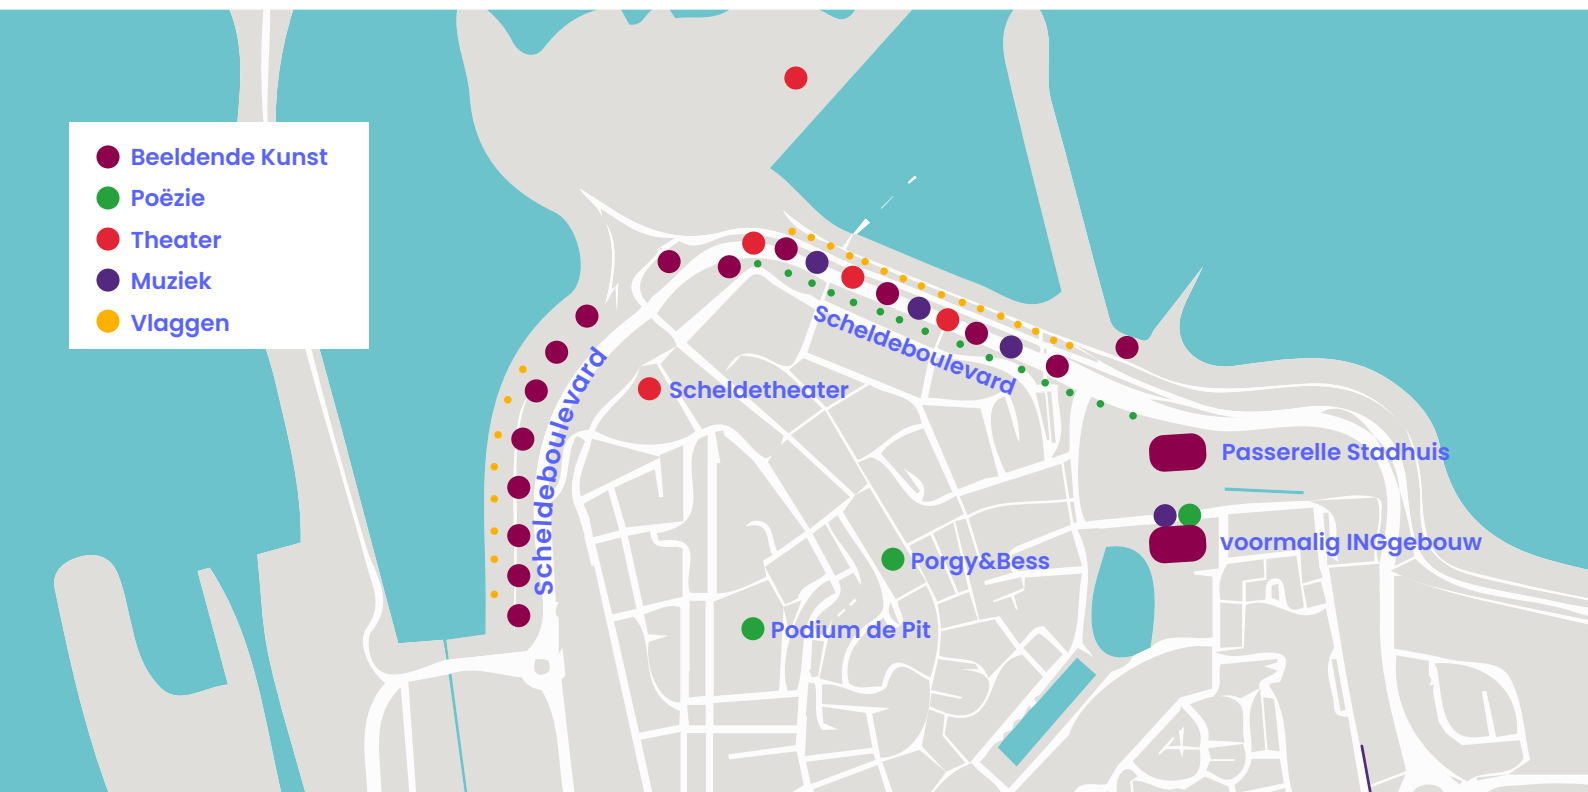 Beeldende Kunst
Poëzie
Theater
Muziek
Vlaggen
Scheldeboulevard
Scheldeboulevard
Scheldetheater
Passerelle Stadhuis
voormalig INGgebouw
Porgy&Bess
Podium de Pit